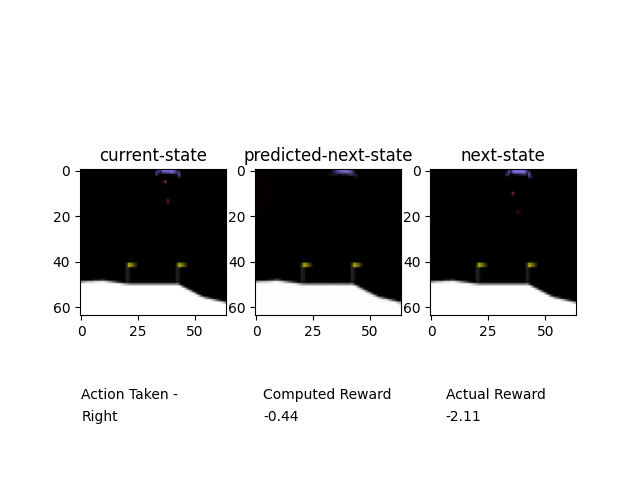 current-state predicted-next-state next-state
0 0 0
20 20 20
40 40 40
60 60 60
0 25 50 0 25 50 0 25 50
Action Taken - Computed Reward Actual Reward
Right -0.44 -2.11